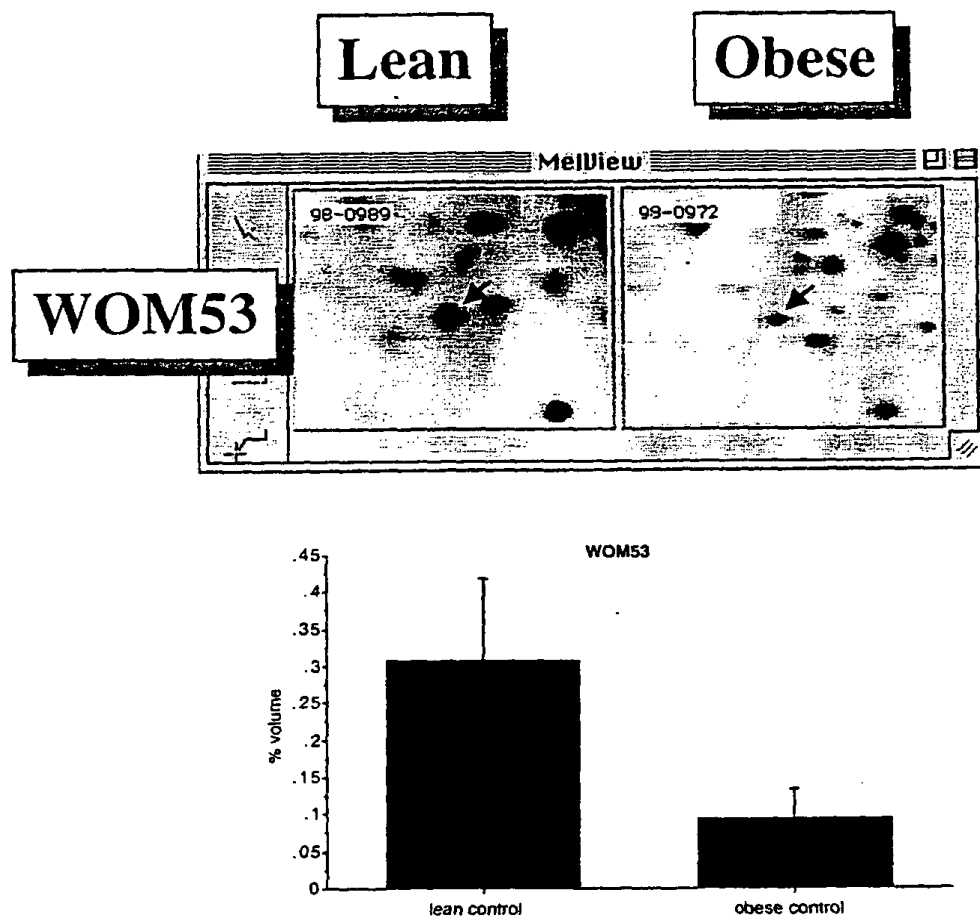 Lean
Obese
MelView
98-0989
98-0972
WOM53
WOM53
.45
.4
.35
.3
.25
.2
.15
.1
.05
0
% volume
lean control
obese control